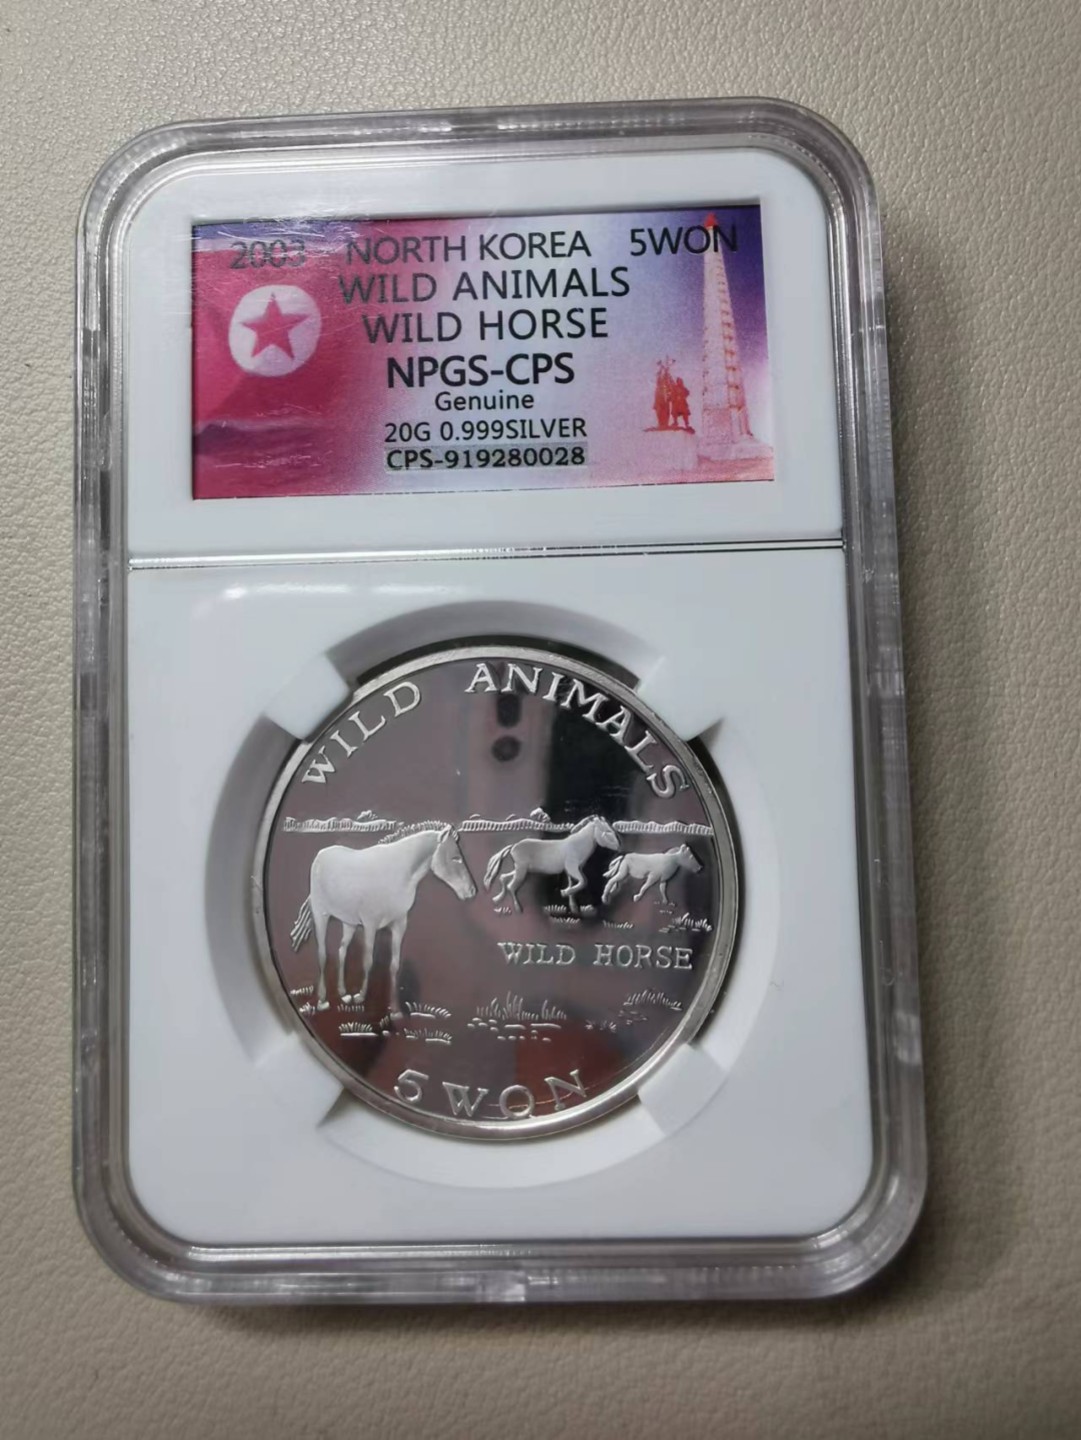 2003 NORTH KOREA 5WON
WILD ANIMALS
WILD HORSE
NPGS-CPS
Genuine
20G 0.999SILVER
CPS-919280028
WILD ANIMALS
WILD HORSE
5 WON